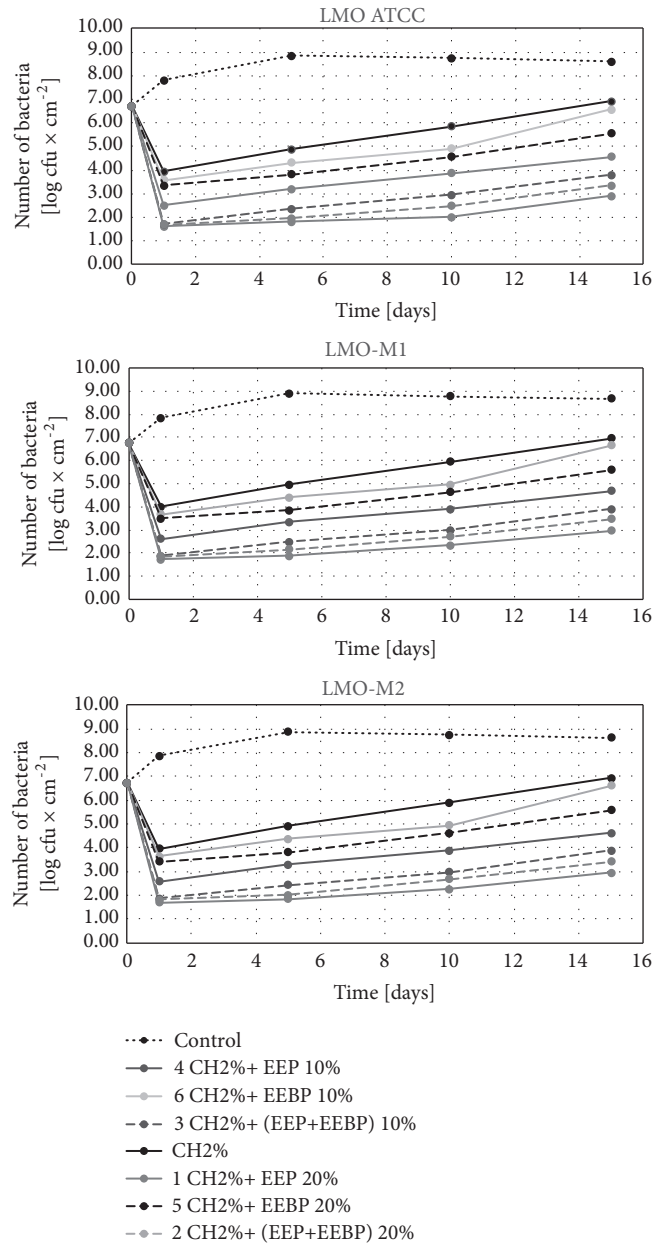 LMO ATCC
Number of bacteria
[log cfu × cm⁻²]
10.00
9.00
8.00
7.00
6.00
5.00
4.00
3.00
2.00
1.00
0.00
0 2 4 6 8 10 12 14 16
Time [days]
LMO-M1
Number of bacteria
[log cfu × cm⁻²]
10.00
9.00
8.00
7.00
6.00
5.00
4.00
3.00
2.00
1.00
0.00
0 2 4 6 8 10 12 14 16
Time [days]
LMO-M2
Number of bacteria
[log cfu × cm⁻²]
10.00
9.00
8.00
7.00
6.00
5.00
4.00
3.00
2.00
1.00
0.00
0 2 4 6 8 10 12 14 16
Time [days]
Control
4 CH2%+ EEP 10%
6 CH2%+ EEBP 10%
3 CH2%+ (EEP+EEBP) 10%
CH2%
1 CH2%+ EEP 20%
5 CH2%+ EEBP 20%
2 CH2%+ (EEP+EEBP) 20%